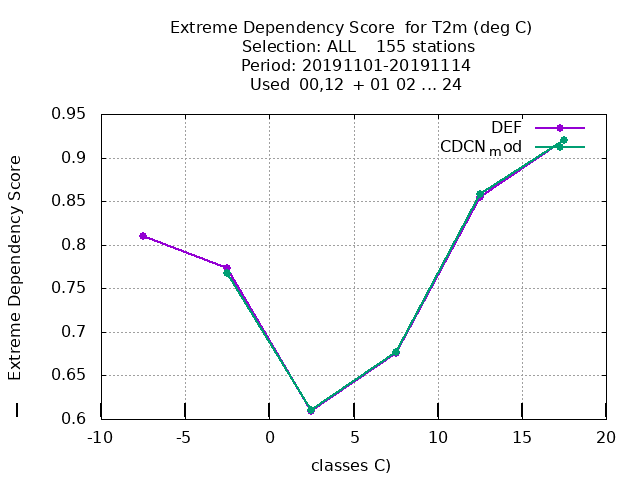 Extreme Dependency Score  for T2m (deg C)
Selection: ALL    155 stations
Period: 20191101-20191114
Used  00,12  + 01 02 ... 24
DEF
CDCNmod
0.95
0.9
0.85
0.8
0.75
0.7
0.65
0.6
-10
-5
0
5
10
15
20
Extreme Dependency Score
classes C)